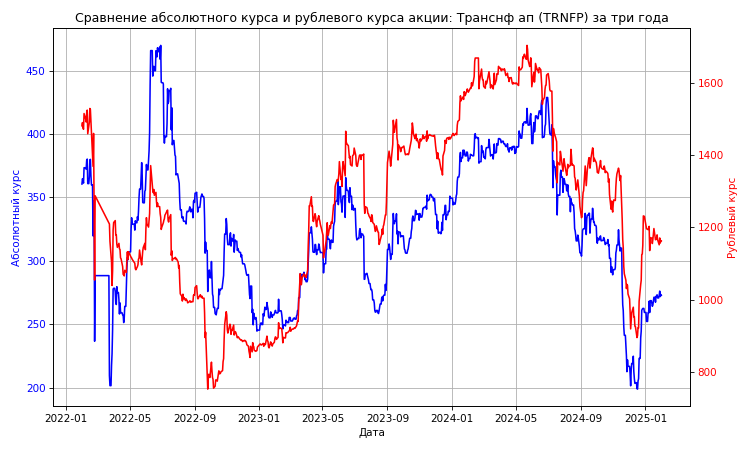 Сравнение абсолютного курса и рублевого курса акции: Транснф ап (TRNFP) за три года
450
400
350
300
250
200
Абсолютный курс
1600
1400
1200
1000
800
Рублевый курс
2022-01 2022-05 2022-09 2023-01 2023-05 2023-09 2024-01 2024-05 2024-09 2025-01
Дата